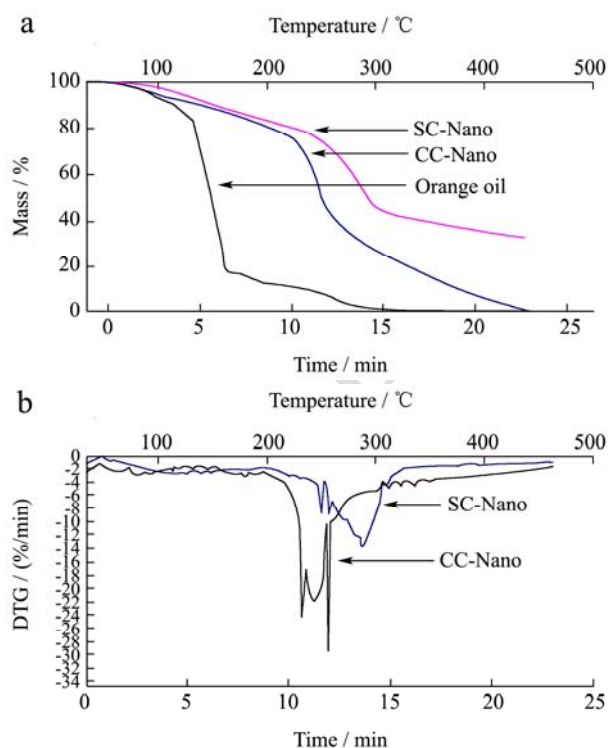 a
Temperature / ℃
100 200 300 400 500
100
80
60
40
20
0
Mass / %
SC-Nano
CC-Nano
Orange oil
0 5 10 15 20 25
Time / min
b
Temperature / ℃
100 200 300 400 500
0
-2
-4
-6
-8
-10
-12
-14
-16
-18
-20
-22
-24
-26
-28
-30
-32
-34
DTG / (%/min)
SC-Nano
CC-Nano
0 5 10 15 20 25
Time / min